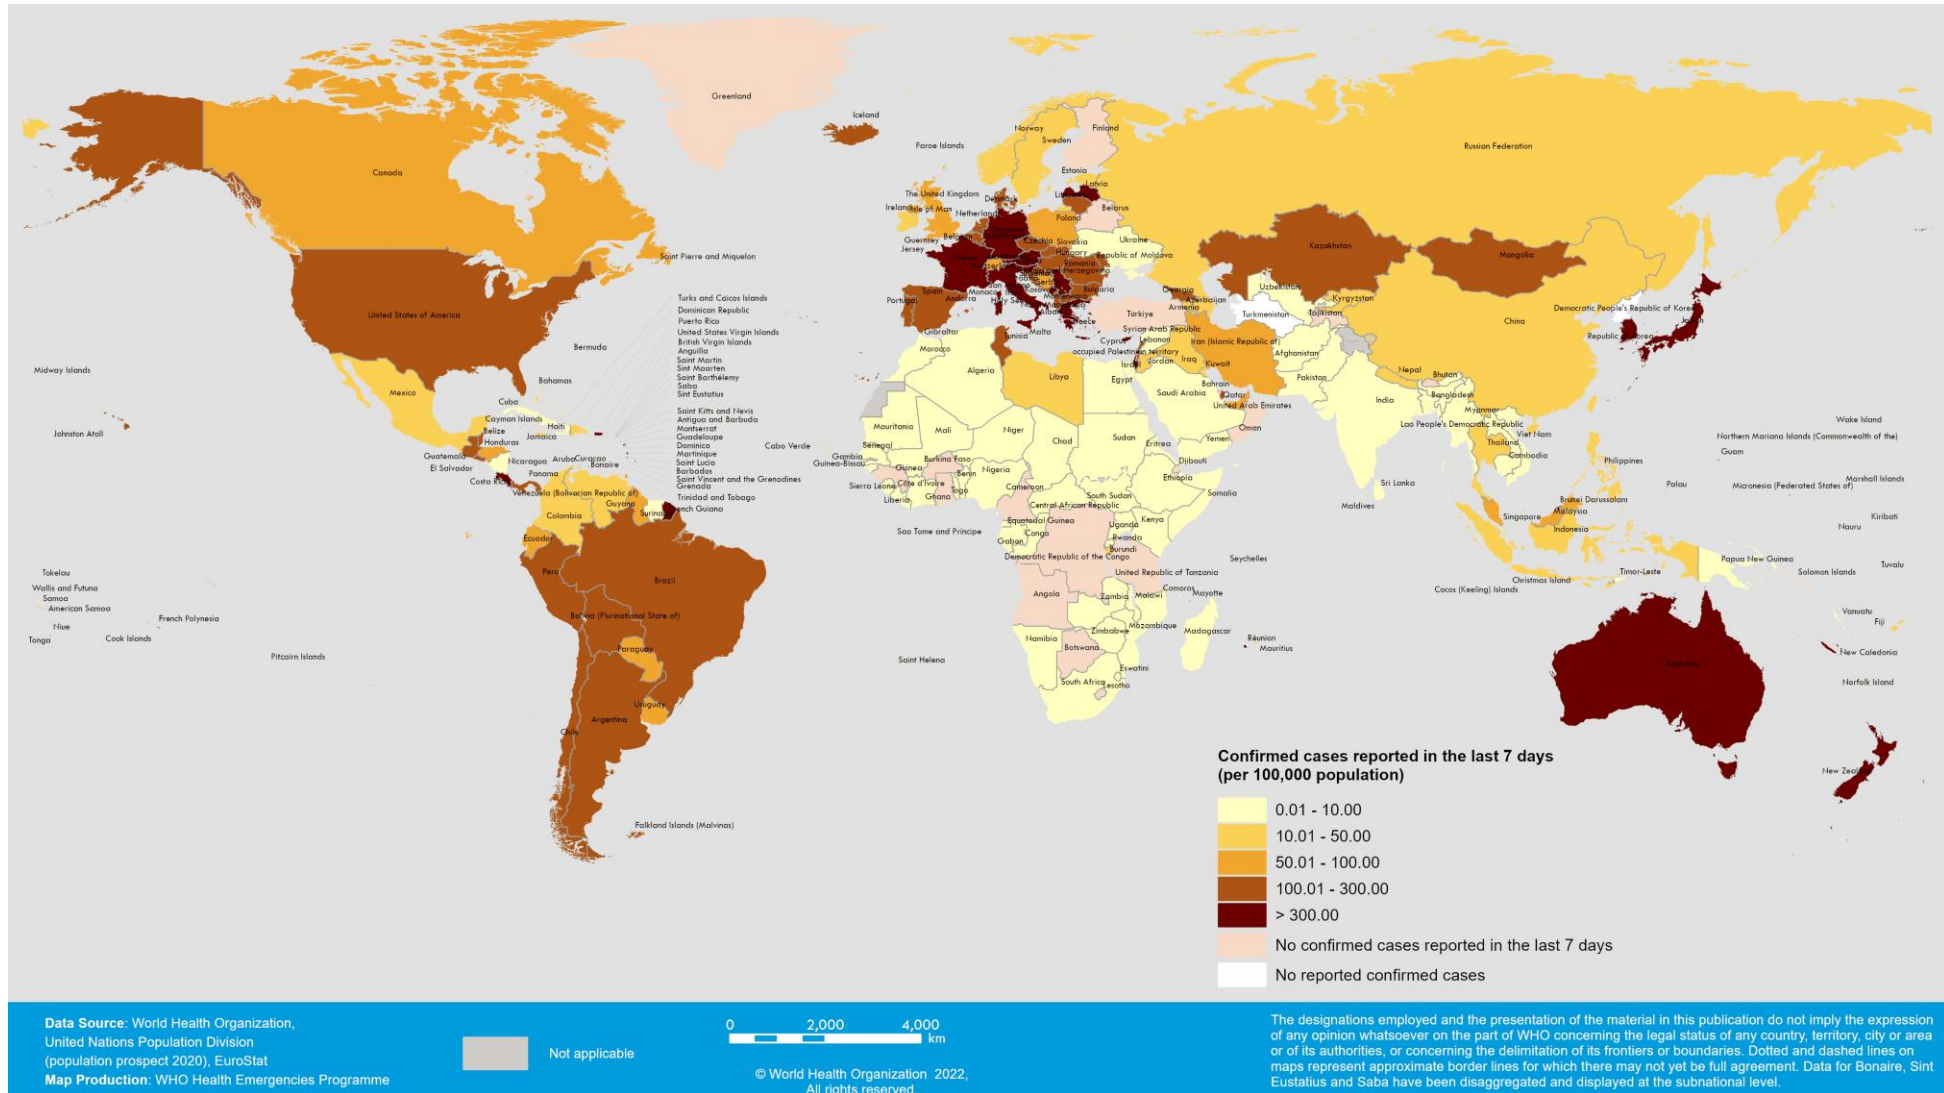 Greenland
Iceland
Faroe Islands
Norway
Finland
Sweden
Russian Federation
Canada
Estonia
Latvia
The United Kingdom
Ireland
Isle of Man
Netherlands
Poland
Belarus
Guernsey
Jersey
Czechia
Slovakia
Ukraine
Hungary
Republic of Moldova
Romania
Kazakhstan
Mongolia
Saint Pierre and Miquelon
Portugal
Spain
Andorra
Monaco
Bulgaria
Georgia
Azerbaijan
Armenia
Uzbekistan
Kyrgyzstan
Turkmenistan
Tajikistan
Democratic People's Republic of Korea
China
United States of America
Turks and Caicos Islands
Dominican Republic
Puerto Rico
United States Virgin Islands
British Virgin Islands
Anguilla
Saint Martin
Sint Maarten
Saint Barthélemy
Saba
Sint Eustatius
Bermuda
Gibraltar
Malta
Greece
Türkiye
Tunisia
Cyprus
Syrian Arab Republic
Lebanon
occupied Palestinian territory
Israel
Jordan
Iraq
Iran (Islamic Republic of)
Kuwait
Afghanistan
Pakistan
Nepal
Bhutan
Midway Islands
Morocco
Algeria
Libya
Egypt
Saudi Arabia
Bahrain
Qatar
United Arab Emirates
Oman
India
Bangladesh
Myanmar
Lao People's Democratic Republic
Mexico
Bahamas
Cuba
Cayman Islands
Haiti
Jamaica
Belize
Honduras
Guatemala
El Salvador
Nicaragua
Aruba
Curaçao
Bonaire
Costa Rica
Panama
Johnston Atoll
Saint Kitts and Nevis
Antigua and Barbuda
Montserrat
Guadeloupe
Dominica
Martinique
Saint Lucia
Barbados
Saint Vincent and the Grenadines
Grenada
Trinidad and Tobago
French Guiana
Cabo Verde
Mauritania
Mali
Niger
Chad
Sudan
Eritrea
Yemen
Senegal
Gambia
Guinea-Bissau
Guinea
Burkina Faso
Benin
Nigeria
Djibouti
Ethiopia
Somalia
Sierra Leone
Côte d'Ivoire
Liberia
Ghana
Togo
Cameroon
Central African Republic
South Sudan
Viet Nam
Thailand
Cambodia
Philippines
Sri Lanka
Maldives
Wake Island
Northern Mariana Islands (Commonwealth of the)
Guam
Palau
Micronesia (Federated States of)
Marshall Islands
Kiribati
Nauru
Venezuela (Bolivarian Republic of)
Guyana
Colombia
Ecuador
Peru
Brazil
Bolivia (Plurinational State of)
Paraguay
Uruguay
Argentina
Chile
Falkland Islands (Malvinas)
Sao Tome and Principe
Equatorial Guinea
Gabon
Congo
Uganda
Kenya
Rwanda
Burundi
Democratic Republic of the Congo
United Republic of Tanzania
Seychelles
Angola
Zambia
Malawi
Comoros
Mayotte
Mozambique
Zimbabwe
Madagascar
Namibia
Botswana
Réunion
Mauritius
Saint Helena
South Africa
Eswatini
Lesotho
Brunei Darussalam
Malaysia
Singapore
Indonesia
Papua New Guinea
Timor-Leste
Christmas Island
Cocos (Keeling) Islands
Solomon Islands
Tuvalu
Vanuatu
Fiji
New Caledonia
Norfolk Island
Australia
Tokelau
Wallis and Futuna
Samoa
American Samoa
Niue
Tonga
Cook Islands
French Polynesia
Pitcairn Islands
Confirmed cases reported in the last 7 days
(per 100,000 population)
0.01 - 10.00
10.01 - 50.00
50.01 - 100.00
100.01 - 300.00
> 300.00
No confirmed cases reported in the last 7 days
No reported confirmed cases
Data Source: World Health Organization,
United Nations Population Division
(population prospect 2020), EuroStat
Map Production: WHO Health Emergencies Programme
Not applicable
0 2,000 4,000
km
© World Health Organization 2022,
All rights reserved
The designations employed and the presentation of the material in this publication do not imply the expression
of any opinion whatsoever on the part of WHO concerning the legal status of any country, territory, city or area
or of its authorities, or concerning the delimitation of its frontiers or boundaries. Dotted and dashed lines on
maps represent approximate border lines for which there may not yet be full agreement. Data for Bonaire, Sint
Eustatius and Saba have been disaggregated and displayed at the subnational level.